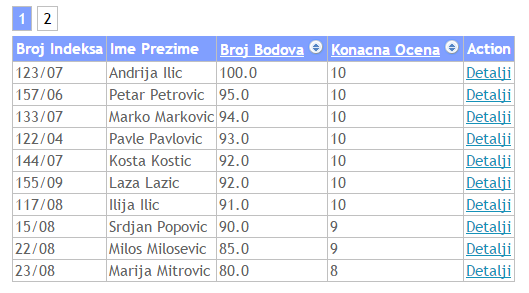 1 2
Broj Indeksa Ime Prezime Broj Bodova Konacna Ocena Action
123/07 Andrija Ilic 100.0 10 Detalji
157/06 Petar Petrovic 95.0 10 Detalji
133/07 Marko Markovic 94.0 10 Detalji
122/04 Pavle Pavlovic 93.0 10 Detalji
144/07 Kosta Kostic 92.0 10 Detalji
155/09 Laza Lazic 92.0 10 Detalji
117/08 Ilija Ilic 91.0 10 Detalji
15/08 Srdjan Popovic 90.0 9 Detalji
22/08 Milos Milosevic 85.0 9 Detalji
23/08 Marija Mitrovic 80.0 8 Detalji